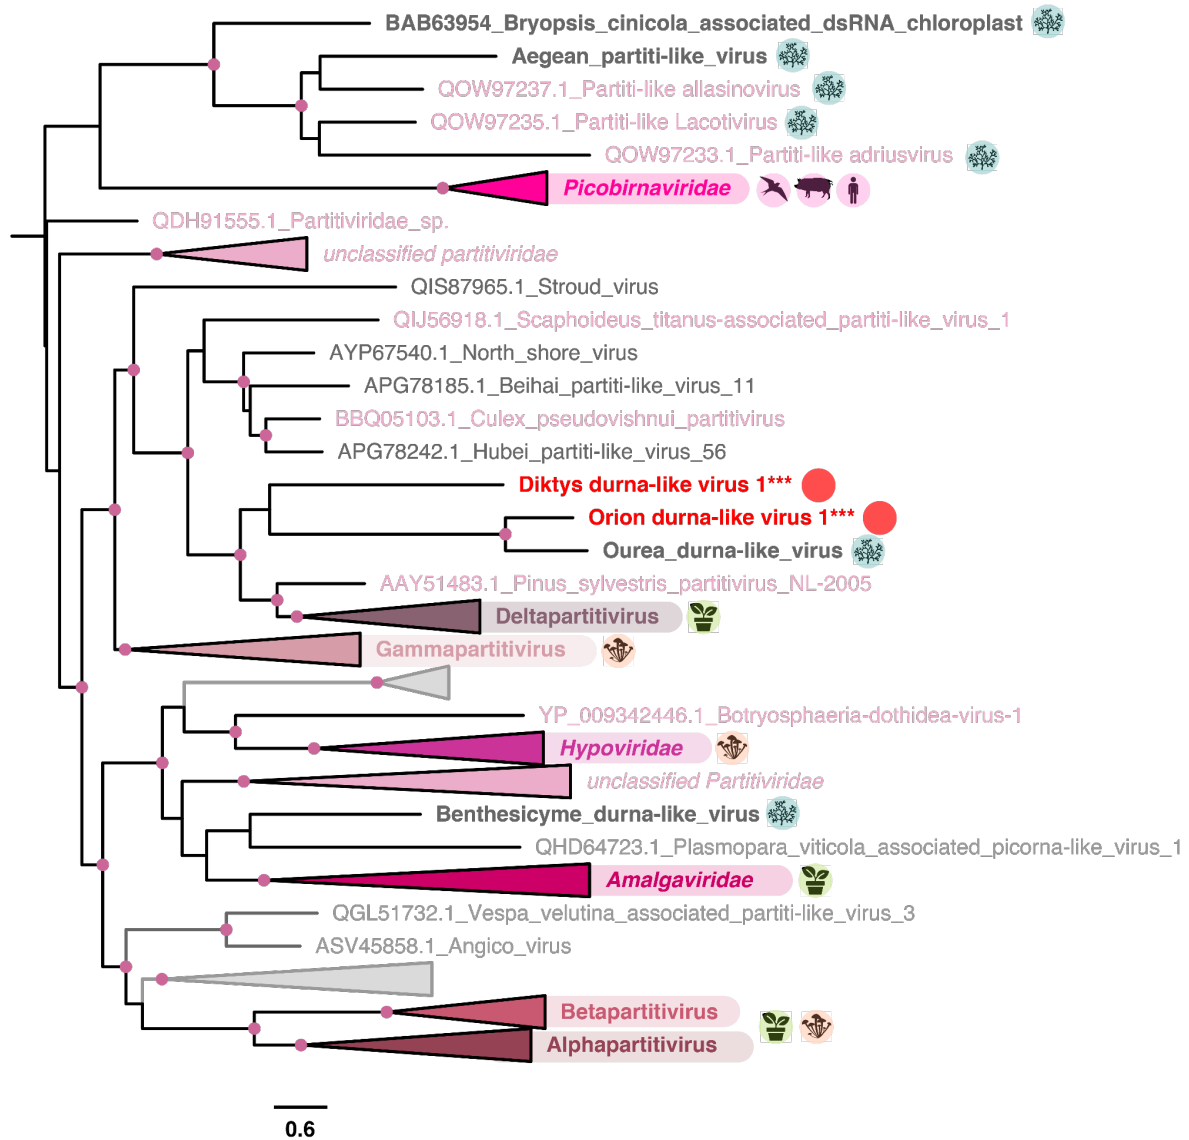 BAB63954_Bryopsis_cinicola_associated_dsRNA_chloroplast
Aegean_partiti-like_virus
QOW97237.1_Partiti-like allasinovirus
QOW97235.1_Partiti-like Lacotivirus
QOW97233.1_Partiti-like adriusvirus
Picobirnaviridae
QDH91555.1_Partitiviridae_sp.
unclassified partitiviridae
QIS87965.1_Stroud_virus
QIJ56918.1_Scaphoideus_titanus-associated_partiti-like_virus_1
AYP67540.1_North_shore_virus
APG78185.1_Beihai_partiti-like_virus_11
BBQ05103.1_Culex_pseudovishnui_partitivirus
APG78242.1_Hubei_partiti-like_virus_56
Diktys durna-like virus 1***
Orion durna-like virus 1***
Ourea_durna-like_virus
AAY51483.1_Pinus_sylvestris_partitivirus_NL-2005
Deltapartitivirus
Gammapartitivirus
YP_009342446.1_Botryosphaeria-dothidea-virus-1
Hypoviridae
unclassified Partitiviridae
Benthesicyme_durna-like_virus
QHD64723.1_Plasmopara_viticola_associated_picorna-like_virus_1
Amalgaviridae
QGL51732.1_Vespa_velutina_associated_partiti-like_virus_3
ASV45858.1_Angico_virus
Betapartitivirus
Alphapartitivirus
0.6